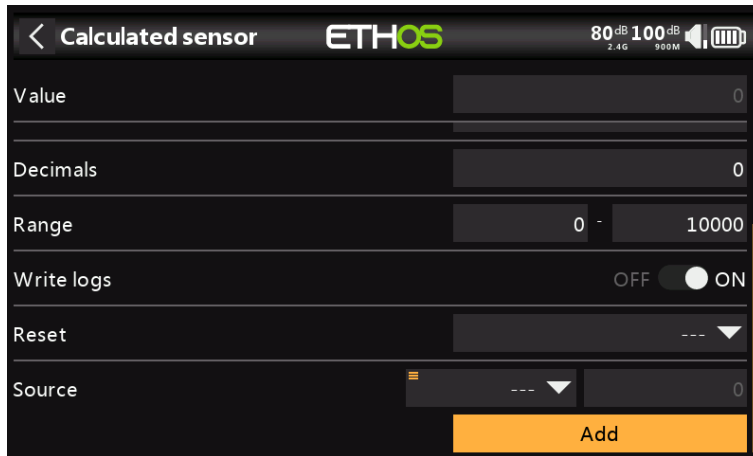 Calculated sensor ETHOS 80dB 2.4G 100dB 900M
Value 0
Decimals 0
Range 0 - 10000
Write logs OFF ON
Reset ---
Source --- 0
Add